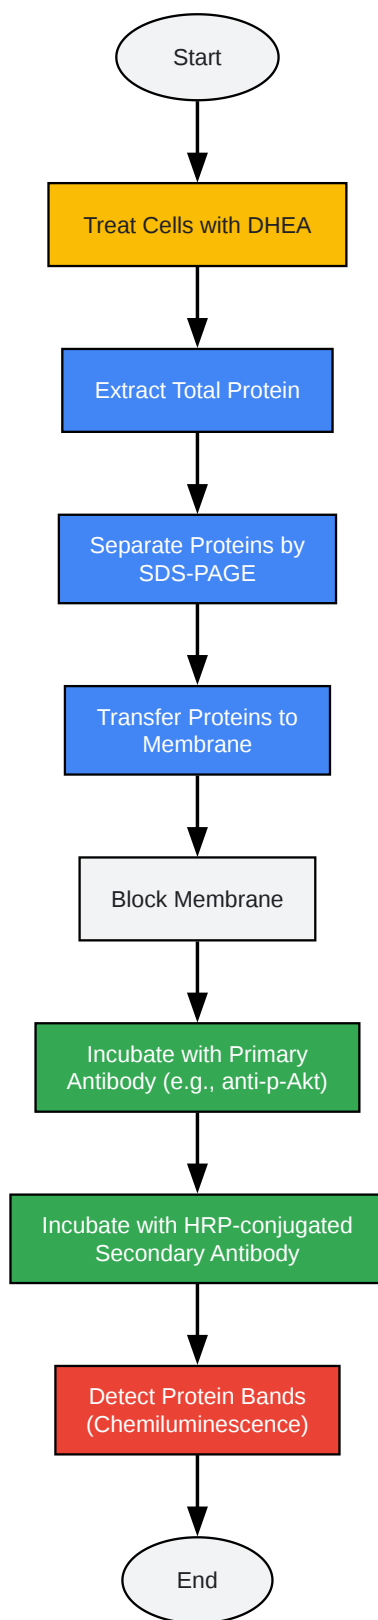 Start
Treat Cells with DHEA
Extract Total Protein
Separate Proteins by
SDS-PAGE
Transfer Proteins to
Membrane
Block Membrane
Incubate with Primary
Antibody (e.g., anti-p-Akt)
Incubate with HRP-conjugated
Secondary Antibody
Detect Protein Bands
(Chemiluminescence)
End